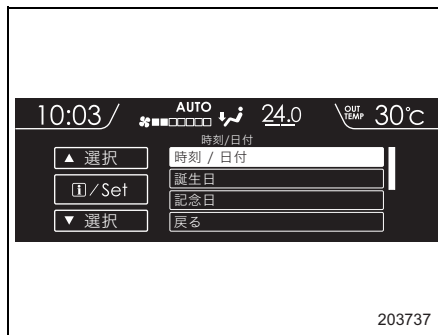 10:03 AUTO 24.0 OUT TEMP 30℃
時刻/日付
▲ 選択
時刻 / 日付
誕生日
i/Set
記念日
▼ 選択
戻る
203737